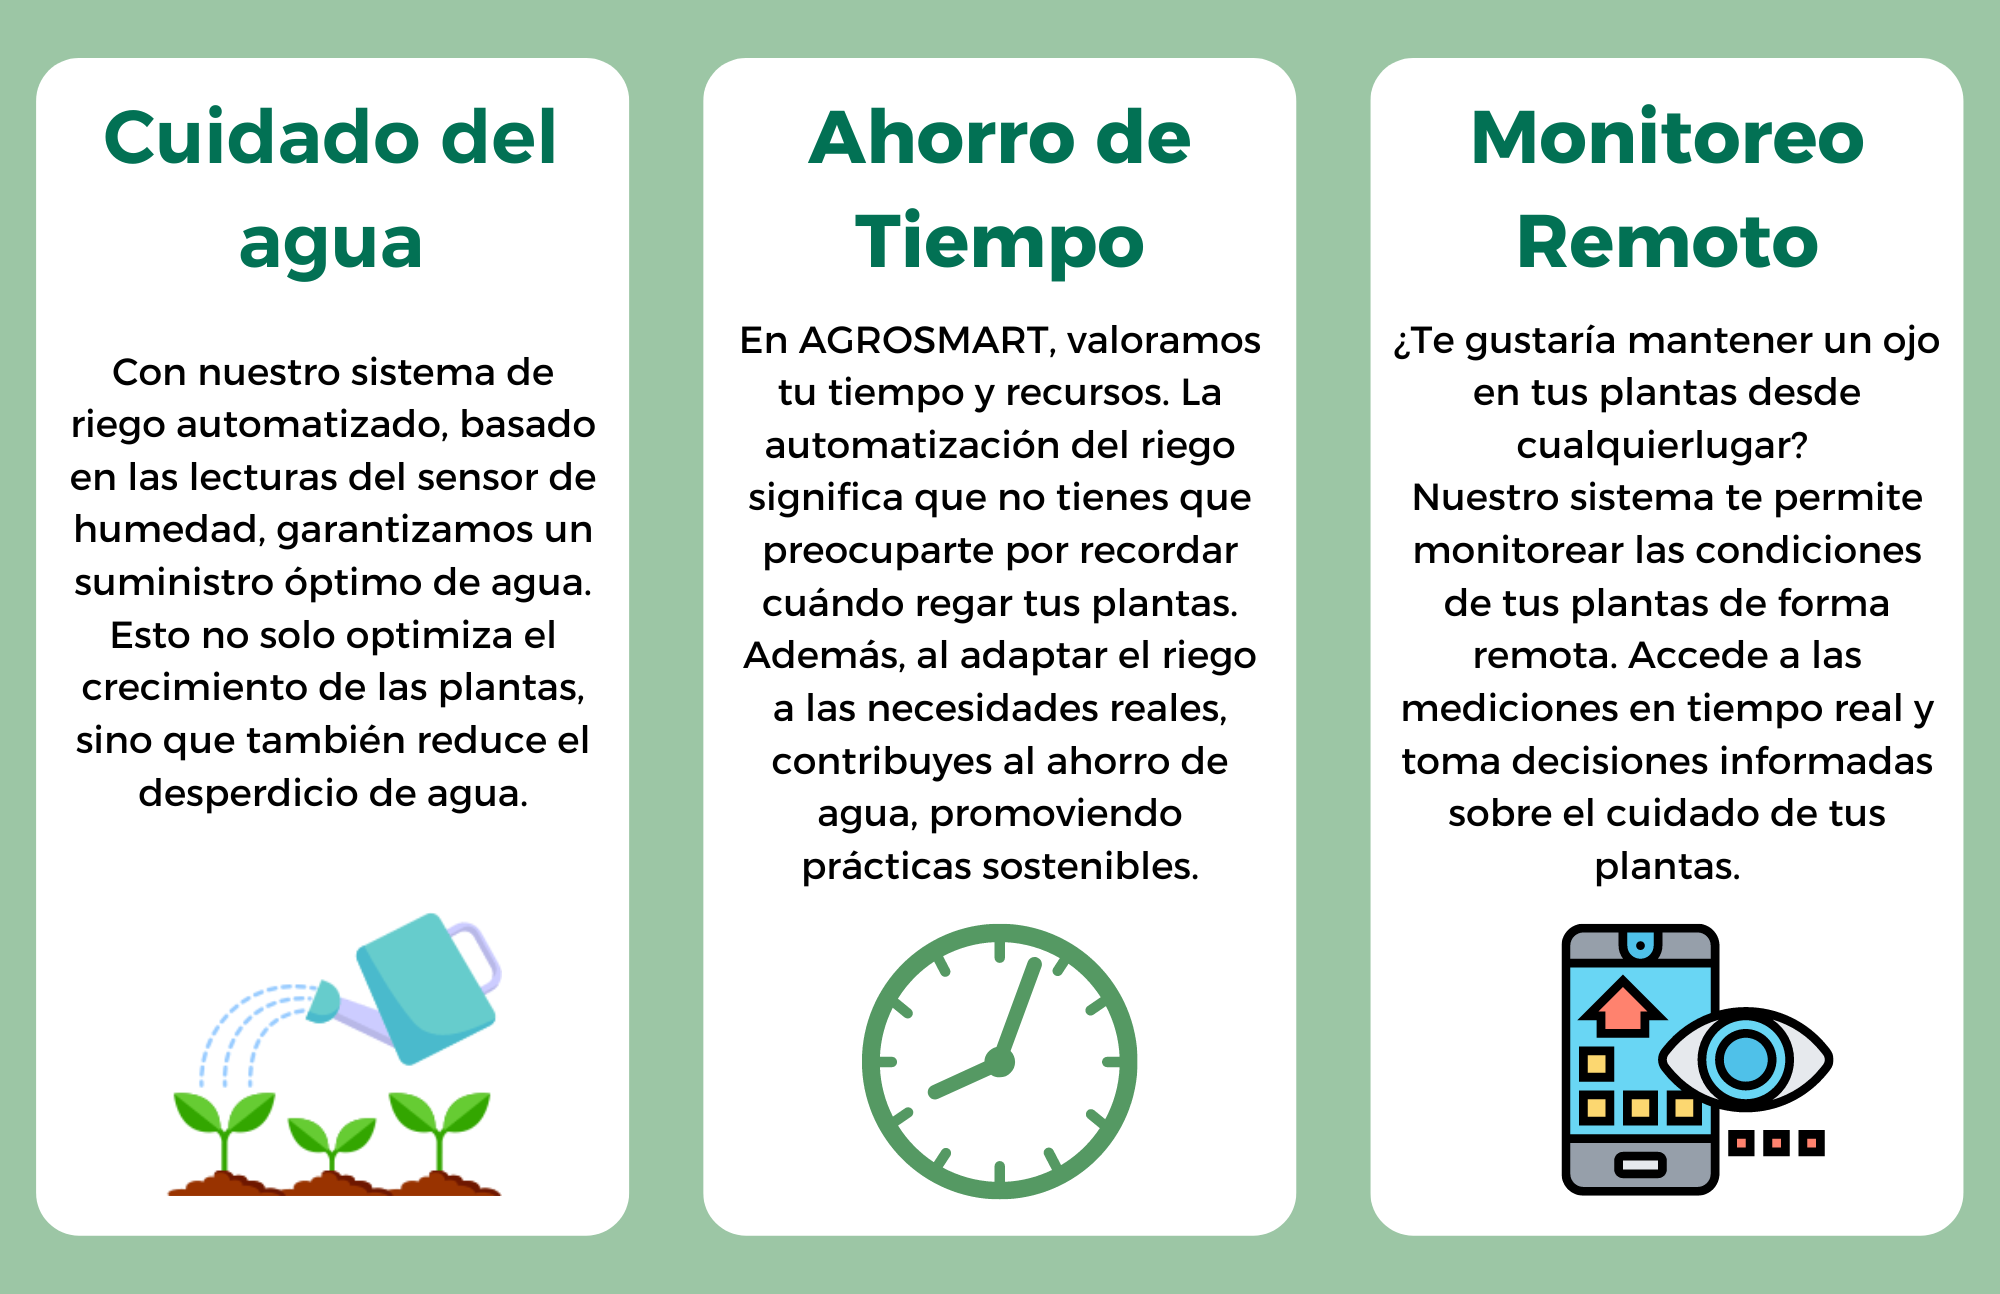 Cuidado del
agua
Con nuestro sistema de
riego automatizado, basado
en las lecturas del sensor de
humedad, garantizamos un
suministro óptimo de agua.
Esto no solo optimiza el
crecimiento de las plantas,
sino que también reduce el
desperdicio de agua.
Ahorro de
Tiempo
En AGROSMART, valoramos
tu tiempo y recursos. La
automatización del riego
significa que no tienes que
preocuparte por recordar
cuándo regar tus plantas.
Además, al adaptar el riego
a las necesidades reales,
contribuyes al ahorro de
agua, promoviendo
prácticas sostenibles.
Monitoreo
Remoto
¿Te gustaría mantener un ojo
en tus plantas desde
cualquierlugar?
Nuestro sistema te permite
monitorear las condiciones
de tus plantas de forma
remota. Accede a las
mediciones en tiempo real y
toma decisiones informadas
sobre el cuidado de tus
plantas.